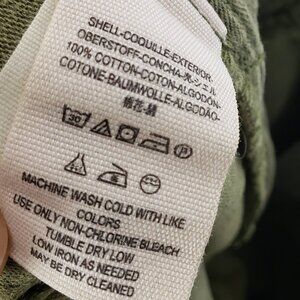 SHELL-COQUILLE-EXTERIOR-
OBERSTOFF-CONCHA-
100% COTTON-COTON-ALGODÓN-
COTONE-BAUMWOLLE-ALGODÃO-
30
P
MACHINE WASH COLD WITH LIKE
COLORS
USE ONLY NON-CHLORINE BLEACH
TUMBLE DRY LOW
LOW IRON AS NEEDED
MAY BE DRY CLEANED